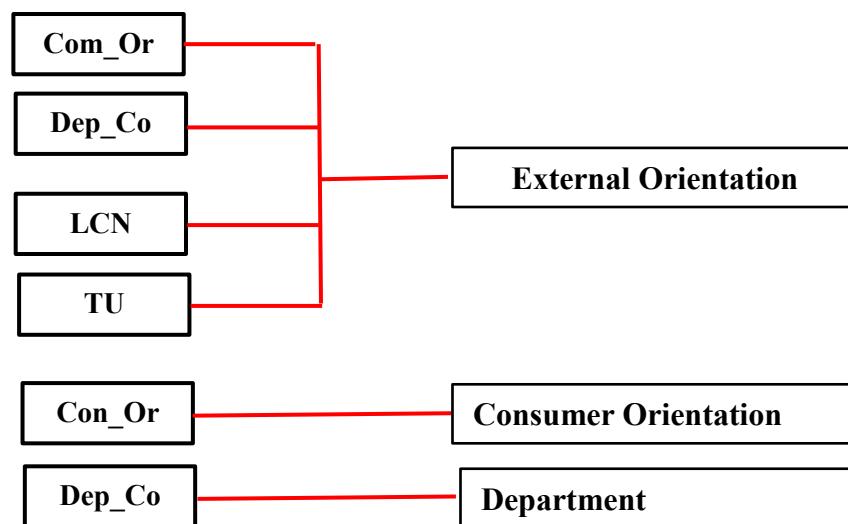 Com_Or
Dep_Co
External Orientation
LCN
TU
Con_Or
Consumer Orientation
Dep_Co
Department